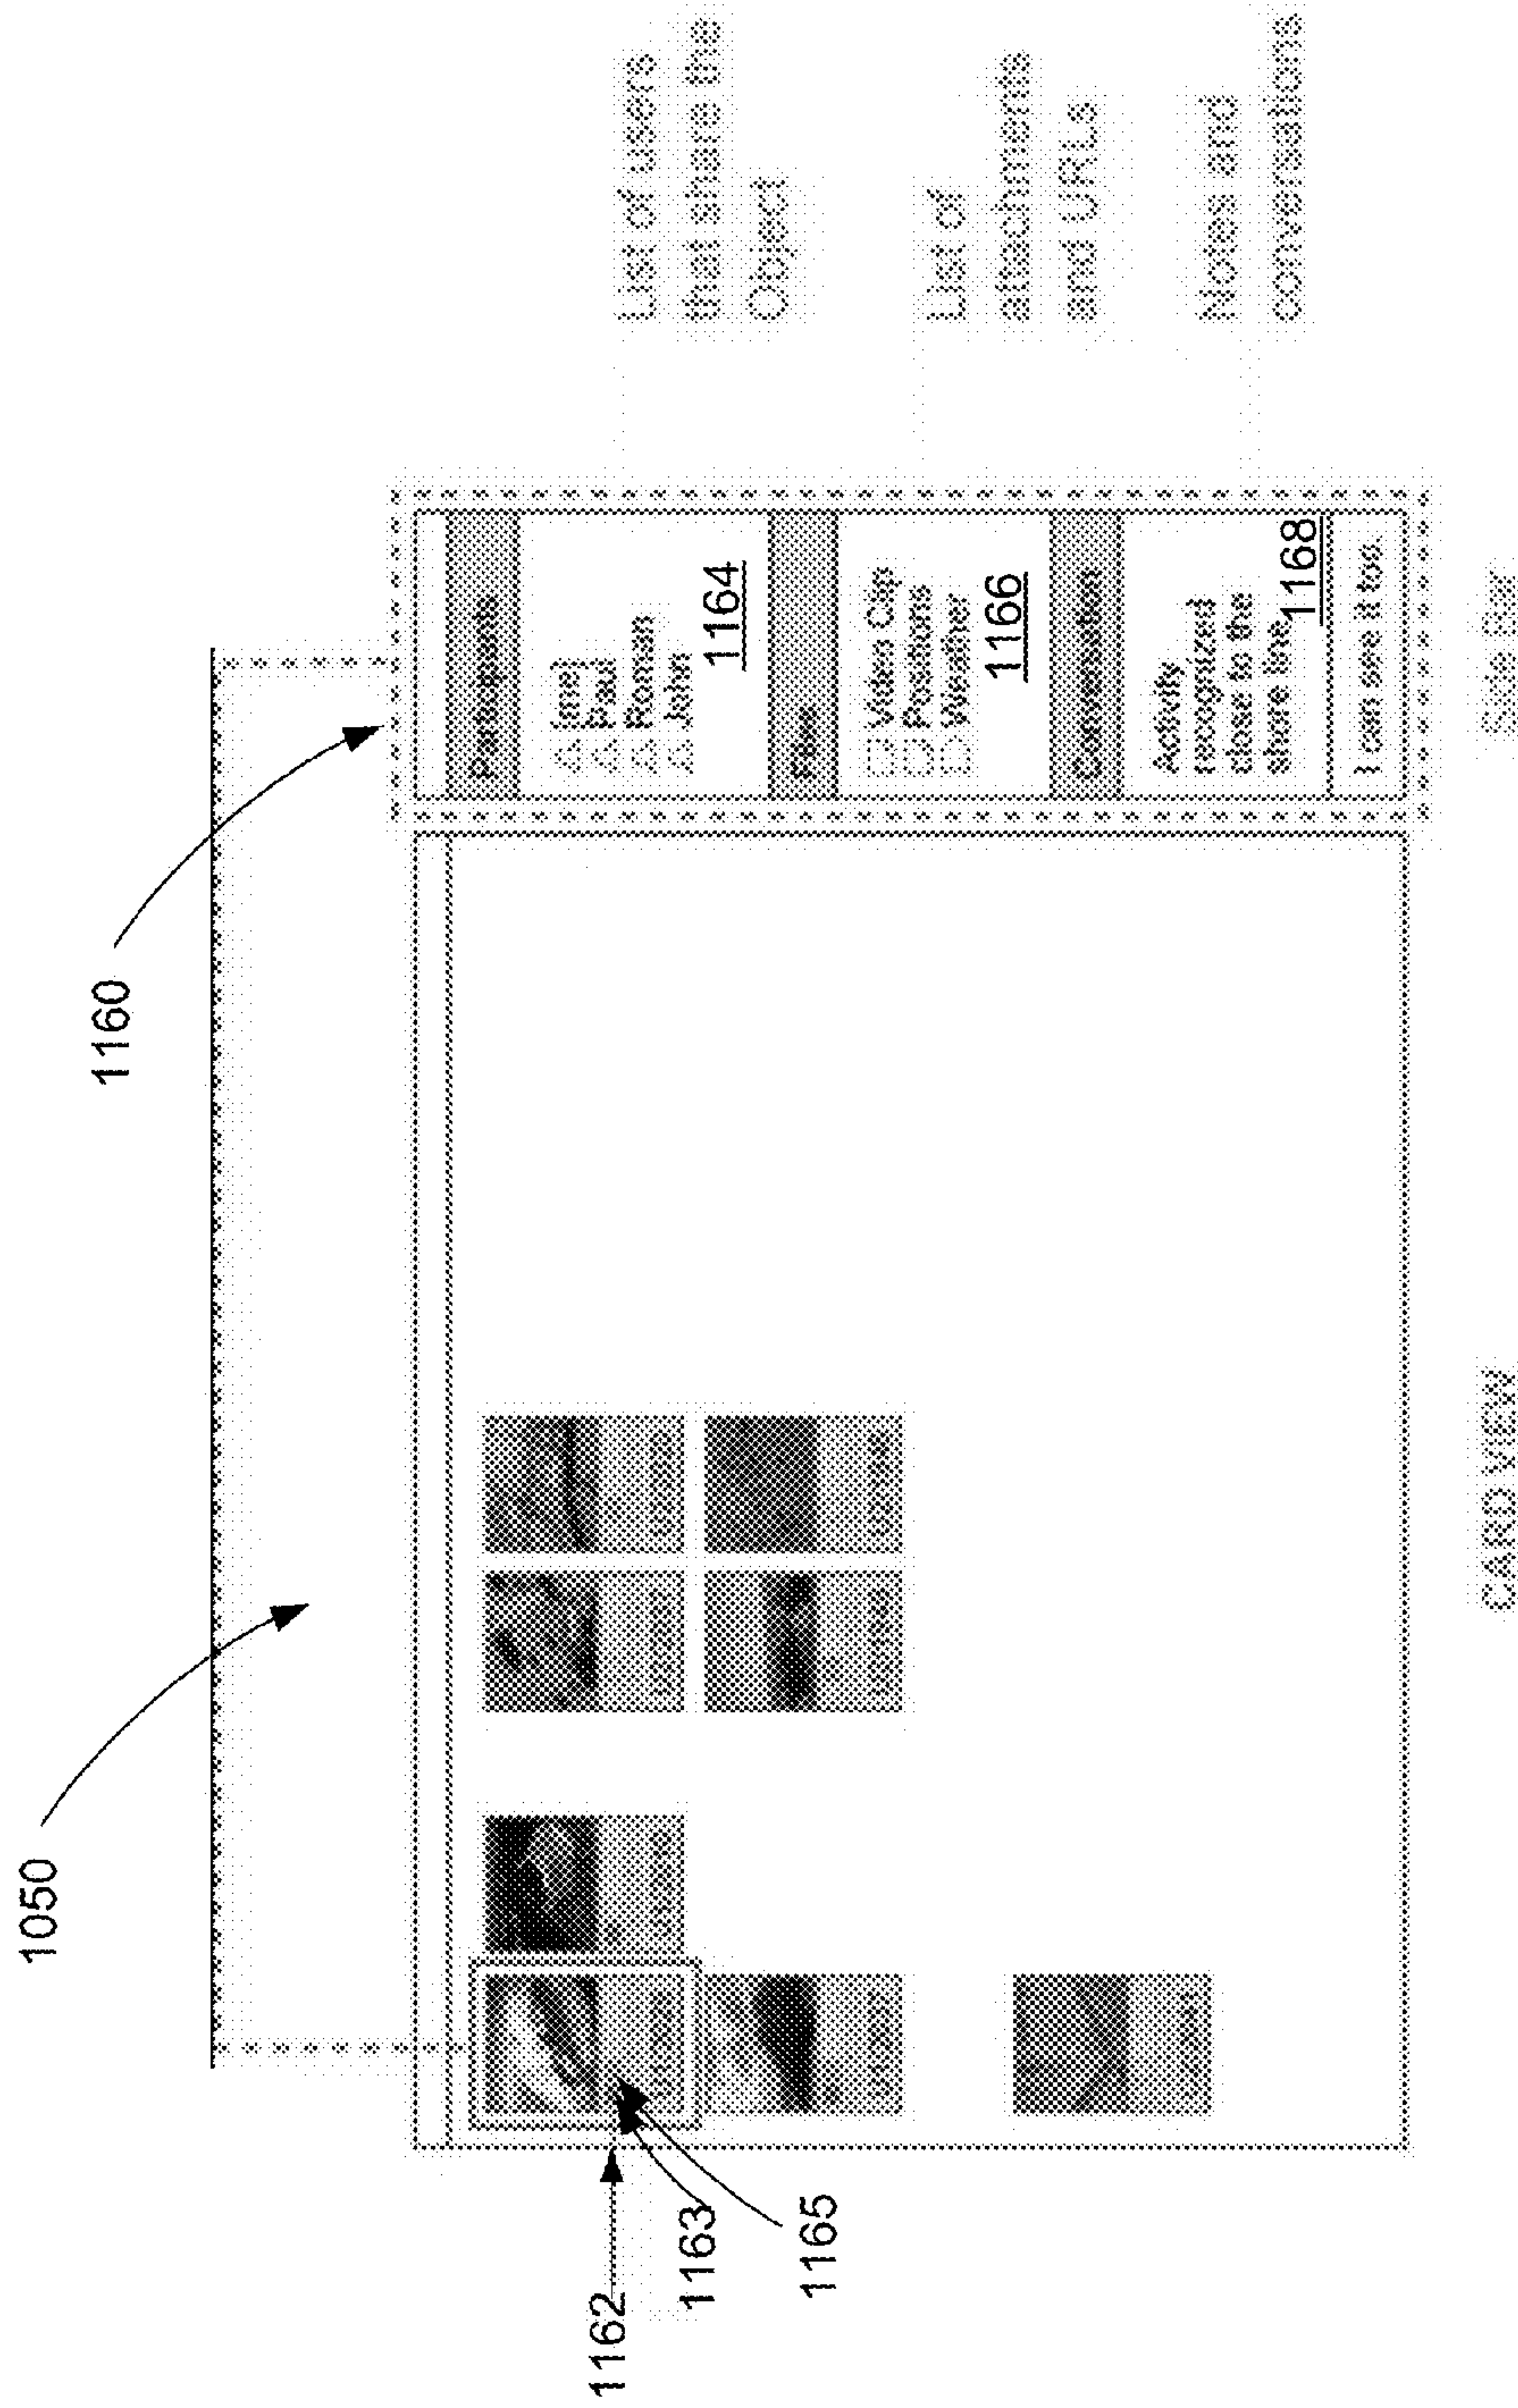 1050
1160
1162
1163
1165
Participants
[me]
Paul
Roman
John
1164
Files
Video Clip
Positions
Weather
1166
Conversation
Activity
recognized
close to the
shore line.
1168
I can see it too.
List of users
that share the
Object
List of
attachments
and URLs
Notes and
conversations
CARD VIEW
Side Bar